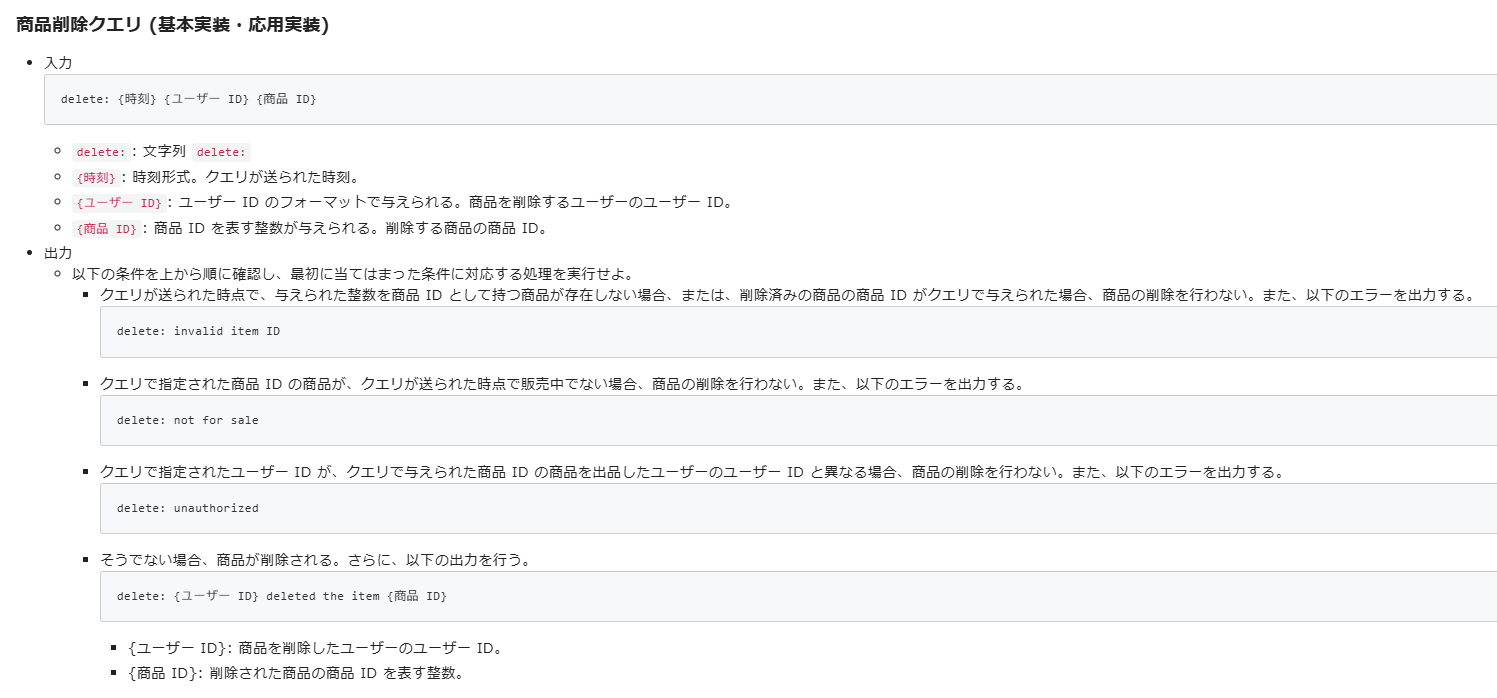 商品削除クエリ (基本実装・応用実装)
入力
delete: {時刻} {ユーザー ID} {商品 ID}
delete:: 文字列 delete:
{時刻}: 時刻形式。クエリが送られた時刻。
{ユーザー ID}: ユーザー ID のフォーマットで与えられる。商品を削除するユーザーのユーザー ID。
{商品 ID}: 商品 ID を表す整数が与えられる。削除する商品の商品 ID。
出力
以下の条件を上から順に確認し、最初に当てはまった条件に対応する処理を実行せよ。
クエリが送られた時点で、与えられた整数を商品 ID として持つ商品が存在しない場合、または、削除済みの商品の商品 ID がクエリで与えられた場合、商品の削除を行わない。また、以下のエラーを出力する。
delete: invalid item ID
クエリで指定された商品 ID の商品が、クエリが送られた時点で販売中でない場合、商品の削除を行わない。また、以下のエラーを出力する。
delete: not for sale
クエリで指定されたユーザー ID が、クエリで与えられた商品 ID の商品を出品したユーザーのユーザー ID と異なる場合、商品の削除を行わない。また、以下のエラーを出力する。
delete: unauthorized
そうでない場合、商品が削除される。さらに、以下の出力を行う。
delete: {ユーザー ID} deleted the item {商品 ID}
{ユーザー ID}: 商品を削除したユーザーのユーザー ID。
{商品 ID}: 削除された商品の商品 ID を表す整数。